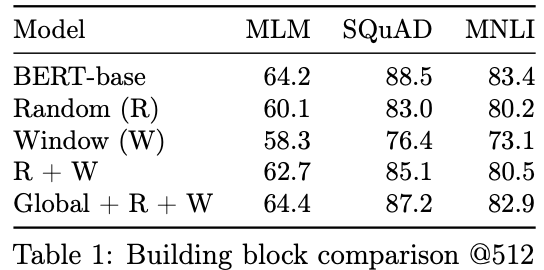 Model MLM SQuAD MNLI
BERT-base 64.2 88.5 83.4
Random (R) 60.1 83.0 80.2
Window (W) 58.3 76.4 73.1
R + W 62.7 85.1 80.5
Global + R + W 64.4 87.2 82.9
Table 1: Building block comparison @512